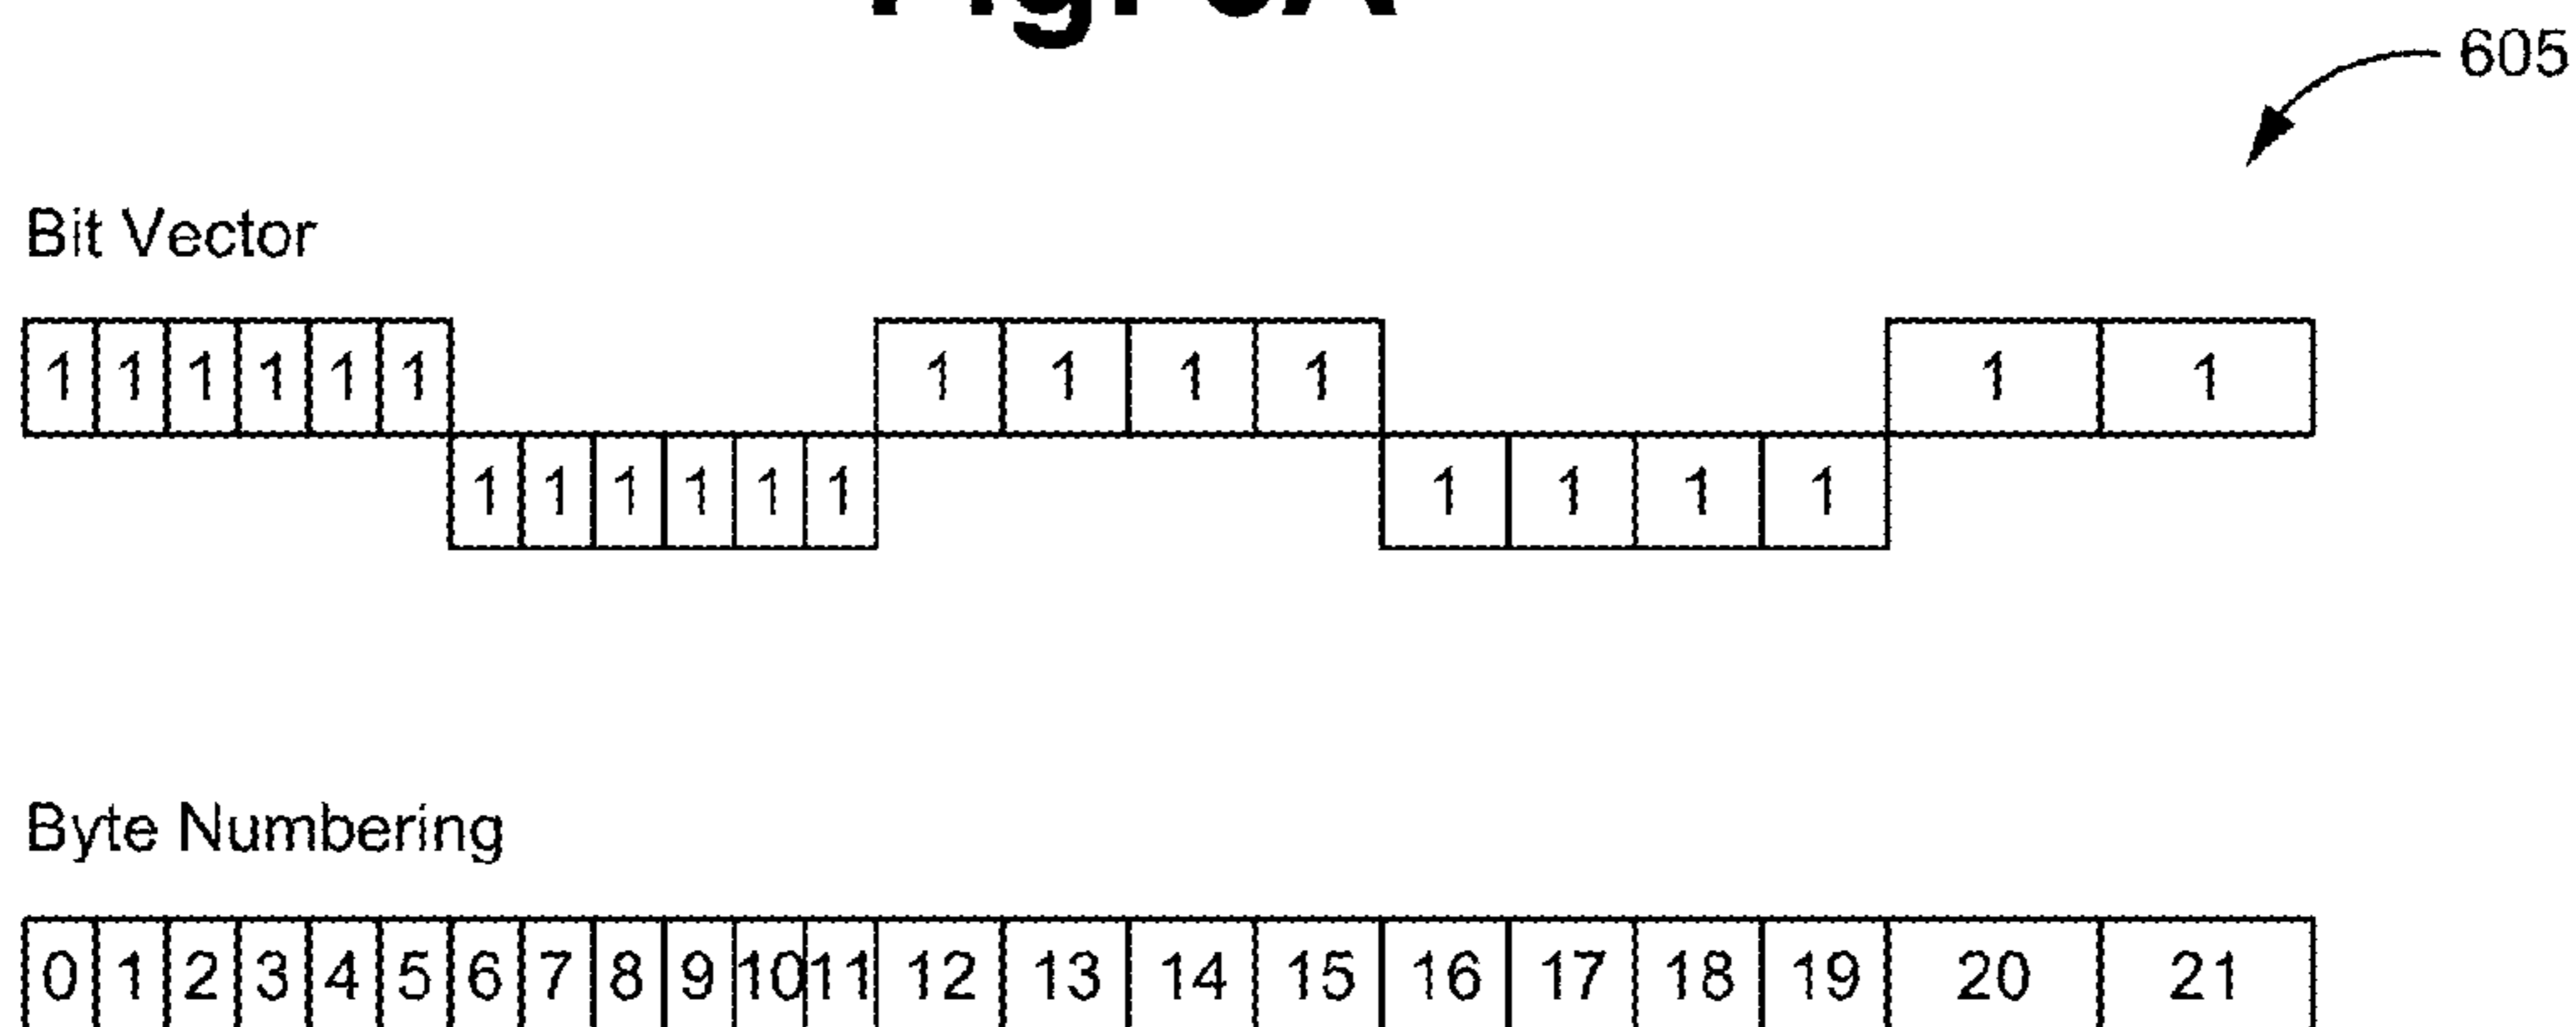 605
Bit Vector
1 1 1 1 1 1 1 1 1 1 1 1
1 1 1 1 1 1 1 1 1 1
Byte Numbering
0 1 2 3 4 5 6 7 8 9 10 11 12 13 14 15 16 17 18 19 20 21